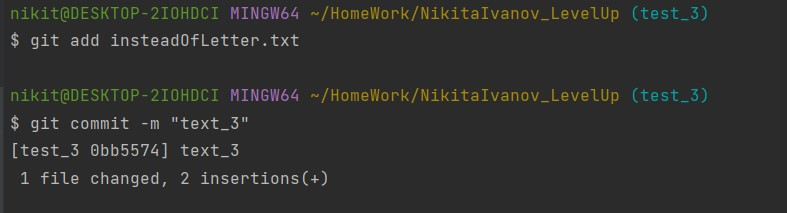 nikit@DESKTOP-2IOHDCI MINGW64 ~/HomeWork/NikitaIvanov_LevelUp (test_3)
$ git add insteadOfLetter.txt
nikit@DESKTOP-2IOHDCI MINGW64 ~/HomeWork/NikitaIvanov_LevelUp (test_3)
$ git commit -m "text_3"
[test_3 0bb5574] text_3
 1 file changed, 2 insertions(+)